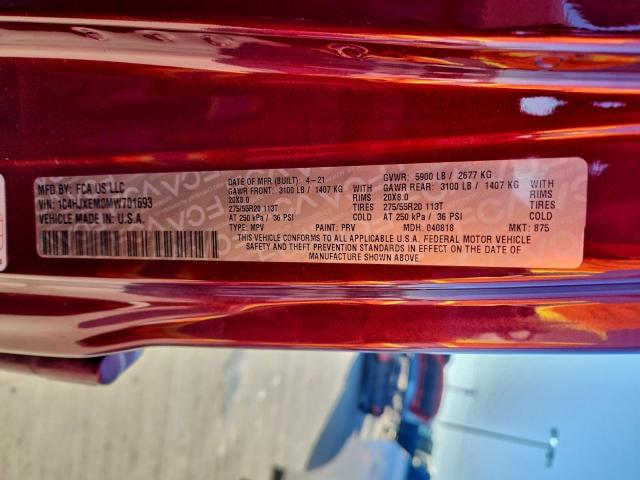 MFD. BY: FCA US LLC
VIN: 1C4HJXEM0MW701693
VEHICLE MADE IN U.S.A.
DATE OF MFR (BUILT): 4-21 GVWR: 5900 LB / 2677 KG
GAWR FRONT: 3100 LB / 1407 KG WITH GAWR REAR: 3100 LB / 1407 KG WITH
20X8.0 RIMS 20X8.0 RIMS
275/55R20 113T TIRES 275/55R20 113T TIRES
AT 250 kPa / 36 PSI AT 250 kPa / 36 PSI
TYPE: MPV PAINT: PRV MDH: 040818 MKT: 875
THIS VEHICLE CONFORMS TO ALL APPLICABLE U.S.A. FEDERAL MOTOR VEHICLE
SAFETY AND THEFT PREVENTION STANDARDS IN EFFECT ON THE DATE OF
MANUFACTURE SHOWN ABOVE.